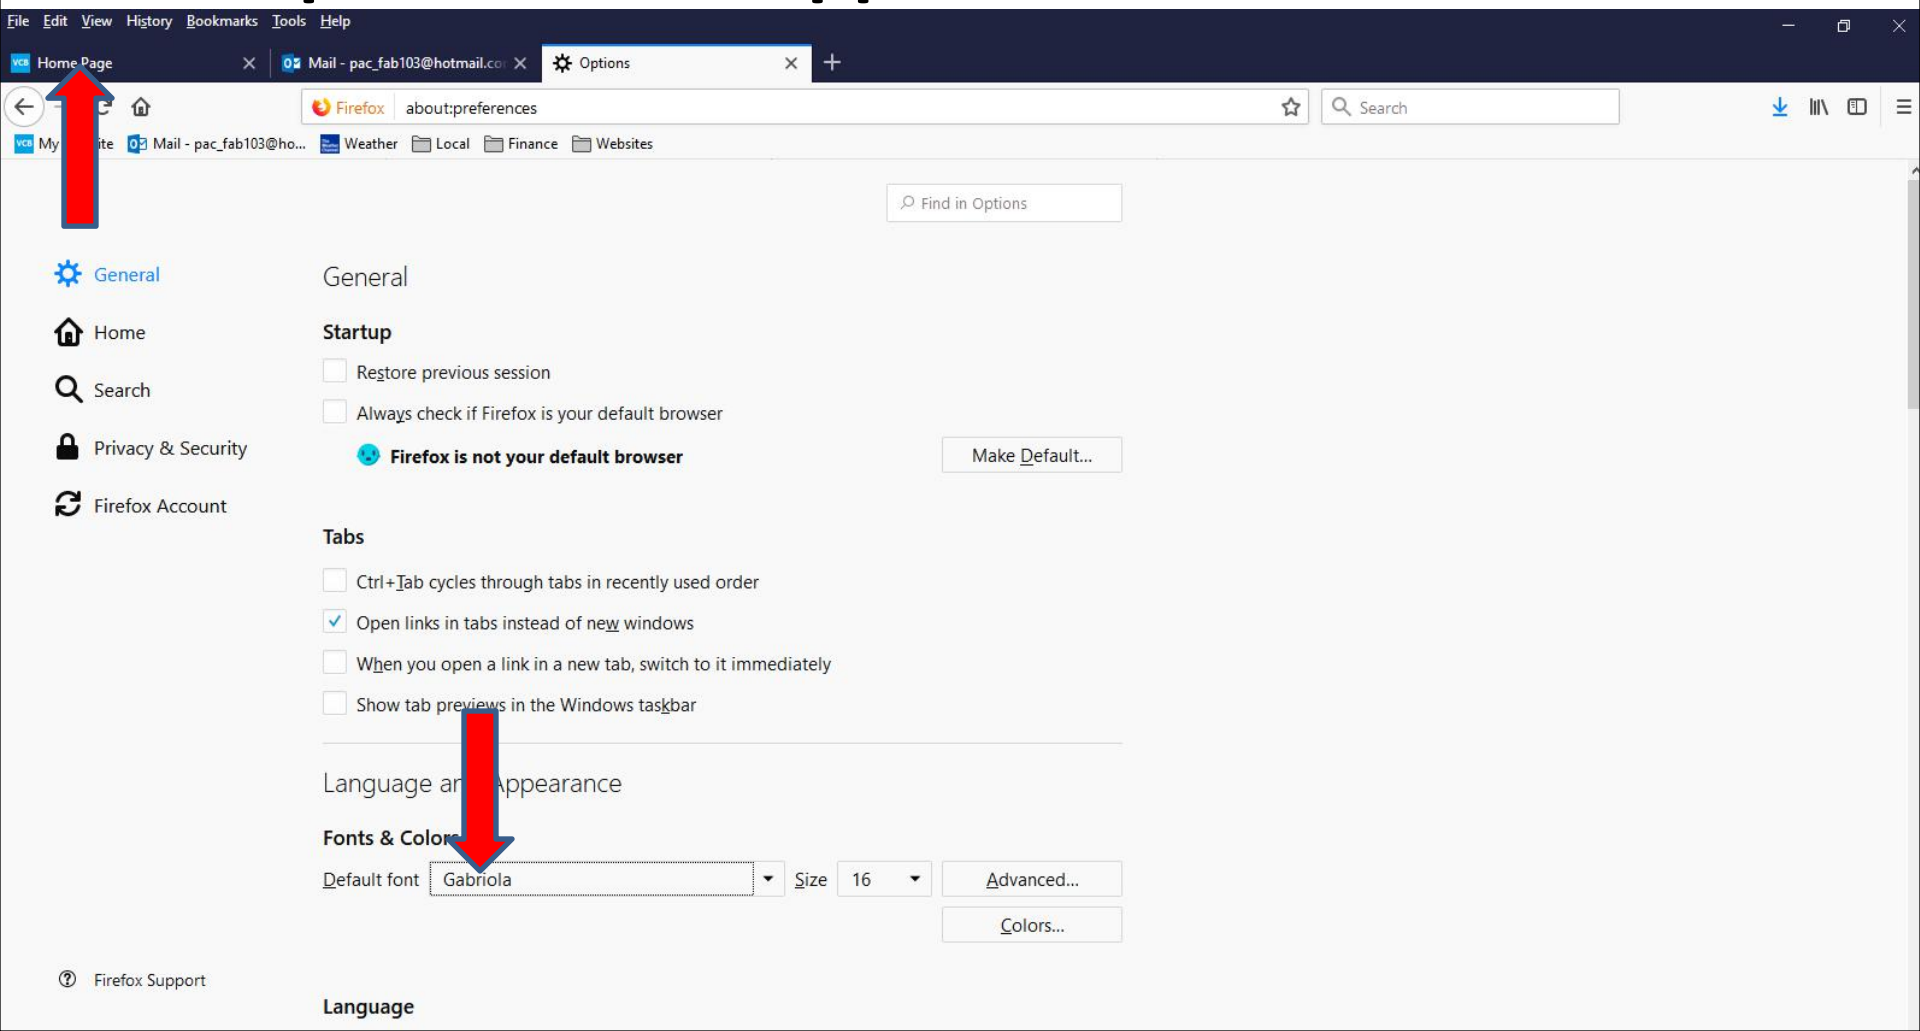 File Edit View History Bookmarks Tools Help
VCB Home Page Mail - pac_fab103@hotmail.co Options
Firefox about:preferences Search
VCB My Mail - pac_fab103@ho... Weather Local Finance Websites
Find in Options
General
General
Home
Startup
Restore previous session
Search
Always check if Firefox is your default browser
Privacy & Security
Firefox is not your default browser Make Default...
Firefox Account
Tabs
Ctrl+Tab cycles through tabs in recently used order
Open links in tabs instead of new windows
When you open a link in a new tab, switch to it immediately
Show tab previews in the Windows taskbar
Language Appearance
Fonts & Colors
Default font Gabriola Size 16 Advanced...
Colors...
Firefox Support
Language